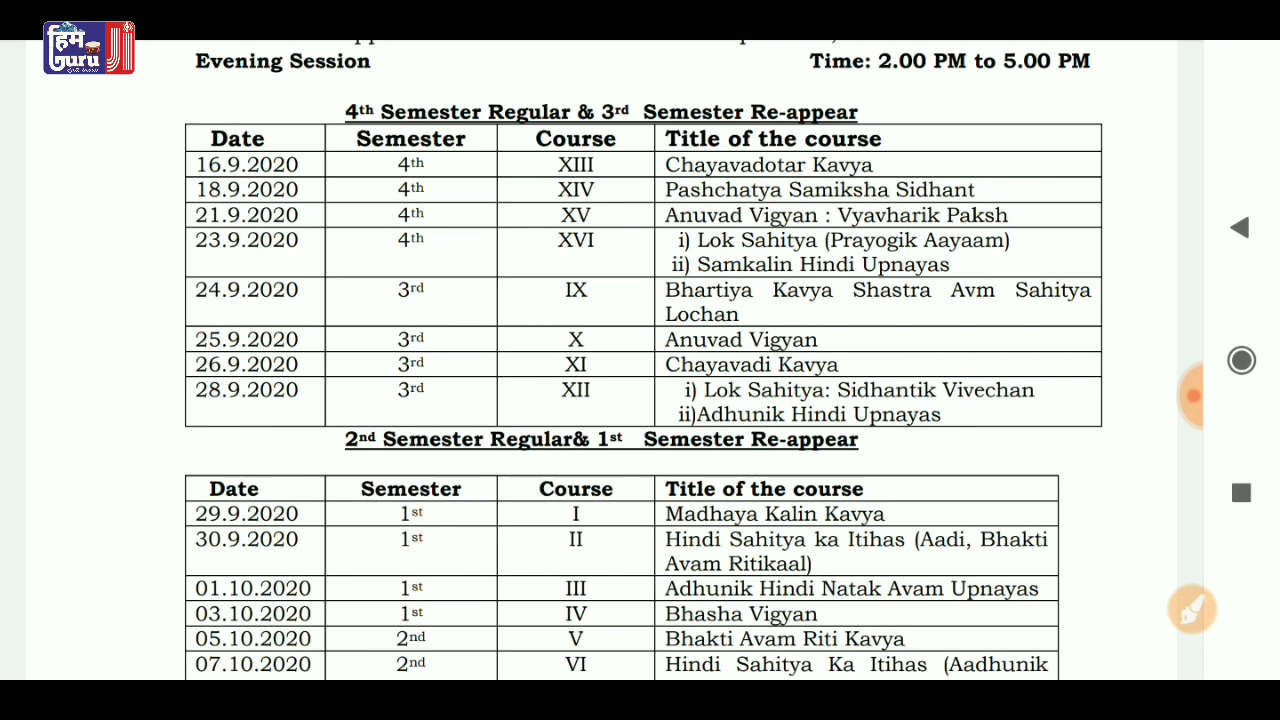 हिम
Guru
Ji
Evening Session Time: 2.00 PM to 5.00 PM
4th Semester Regular & 3rd Semester Re-appear
Date Semester Course Title of the course
16.9.2020 4th XIII Chayavadotar Kavya
18.9.2020 4th XIV Pashchatya Samiksha Sidhant
21.9.2020 4th XV Anuvad Vigyan : Vyavharik Paksh
23.9.2020 4th XVI i) Lok Sahitya (Prayogik Aayaam)
ii) Samkalin Hindi Upnayas
24.9.2020 3rd IX Bhartiya Kavya Shastra Avm Sahitya
Lochan
25.9.2020 3rd X Anuvad Vigyan
26.9.2020 3rd XI Chayavadi Kavya
28.9.2020 3rd XII i) Lok Sahitya: Sidhantik Vivechan
ii)Adhunik Hindi Upnayas
2nd Semester Regular& 1st Semester Re-appear
Date Semester Course Title of the course
29.9.2020 1st I Madhaya Kalin Kavya
30.9.2020 1st II Hindi Sahitya ka Itihas (Aadi, Bhakti
Avam Ritikaal)
01.10.2020 1st III Adhunik Hindi Natak Avam Upnayas
03.10.2020 1st IV Bhasha Vigyan
05.10.2020 2nd V Bhakti Avam Riti Kavya
07.10.2020 2nd VI Hindi Sahitya Ka Itihas (Aadhunik